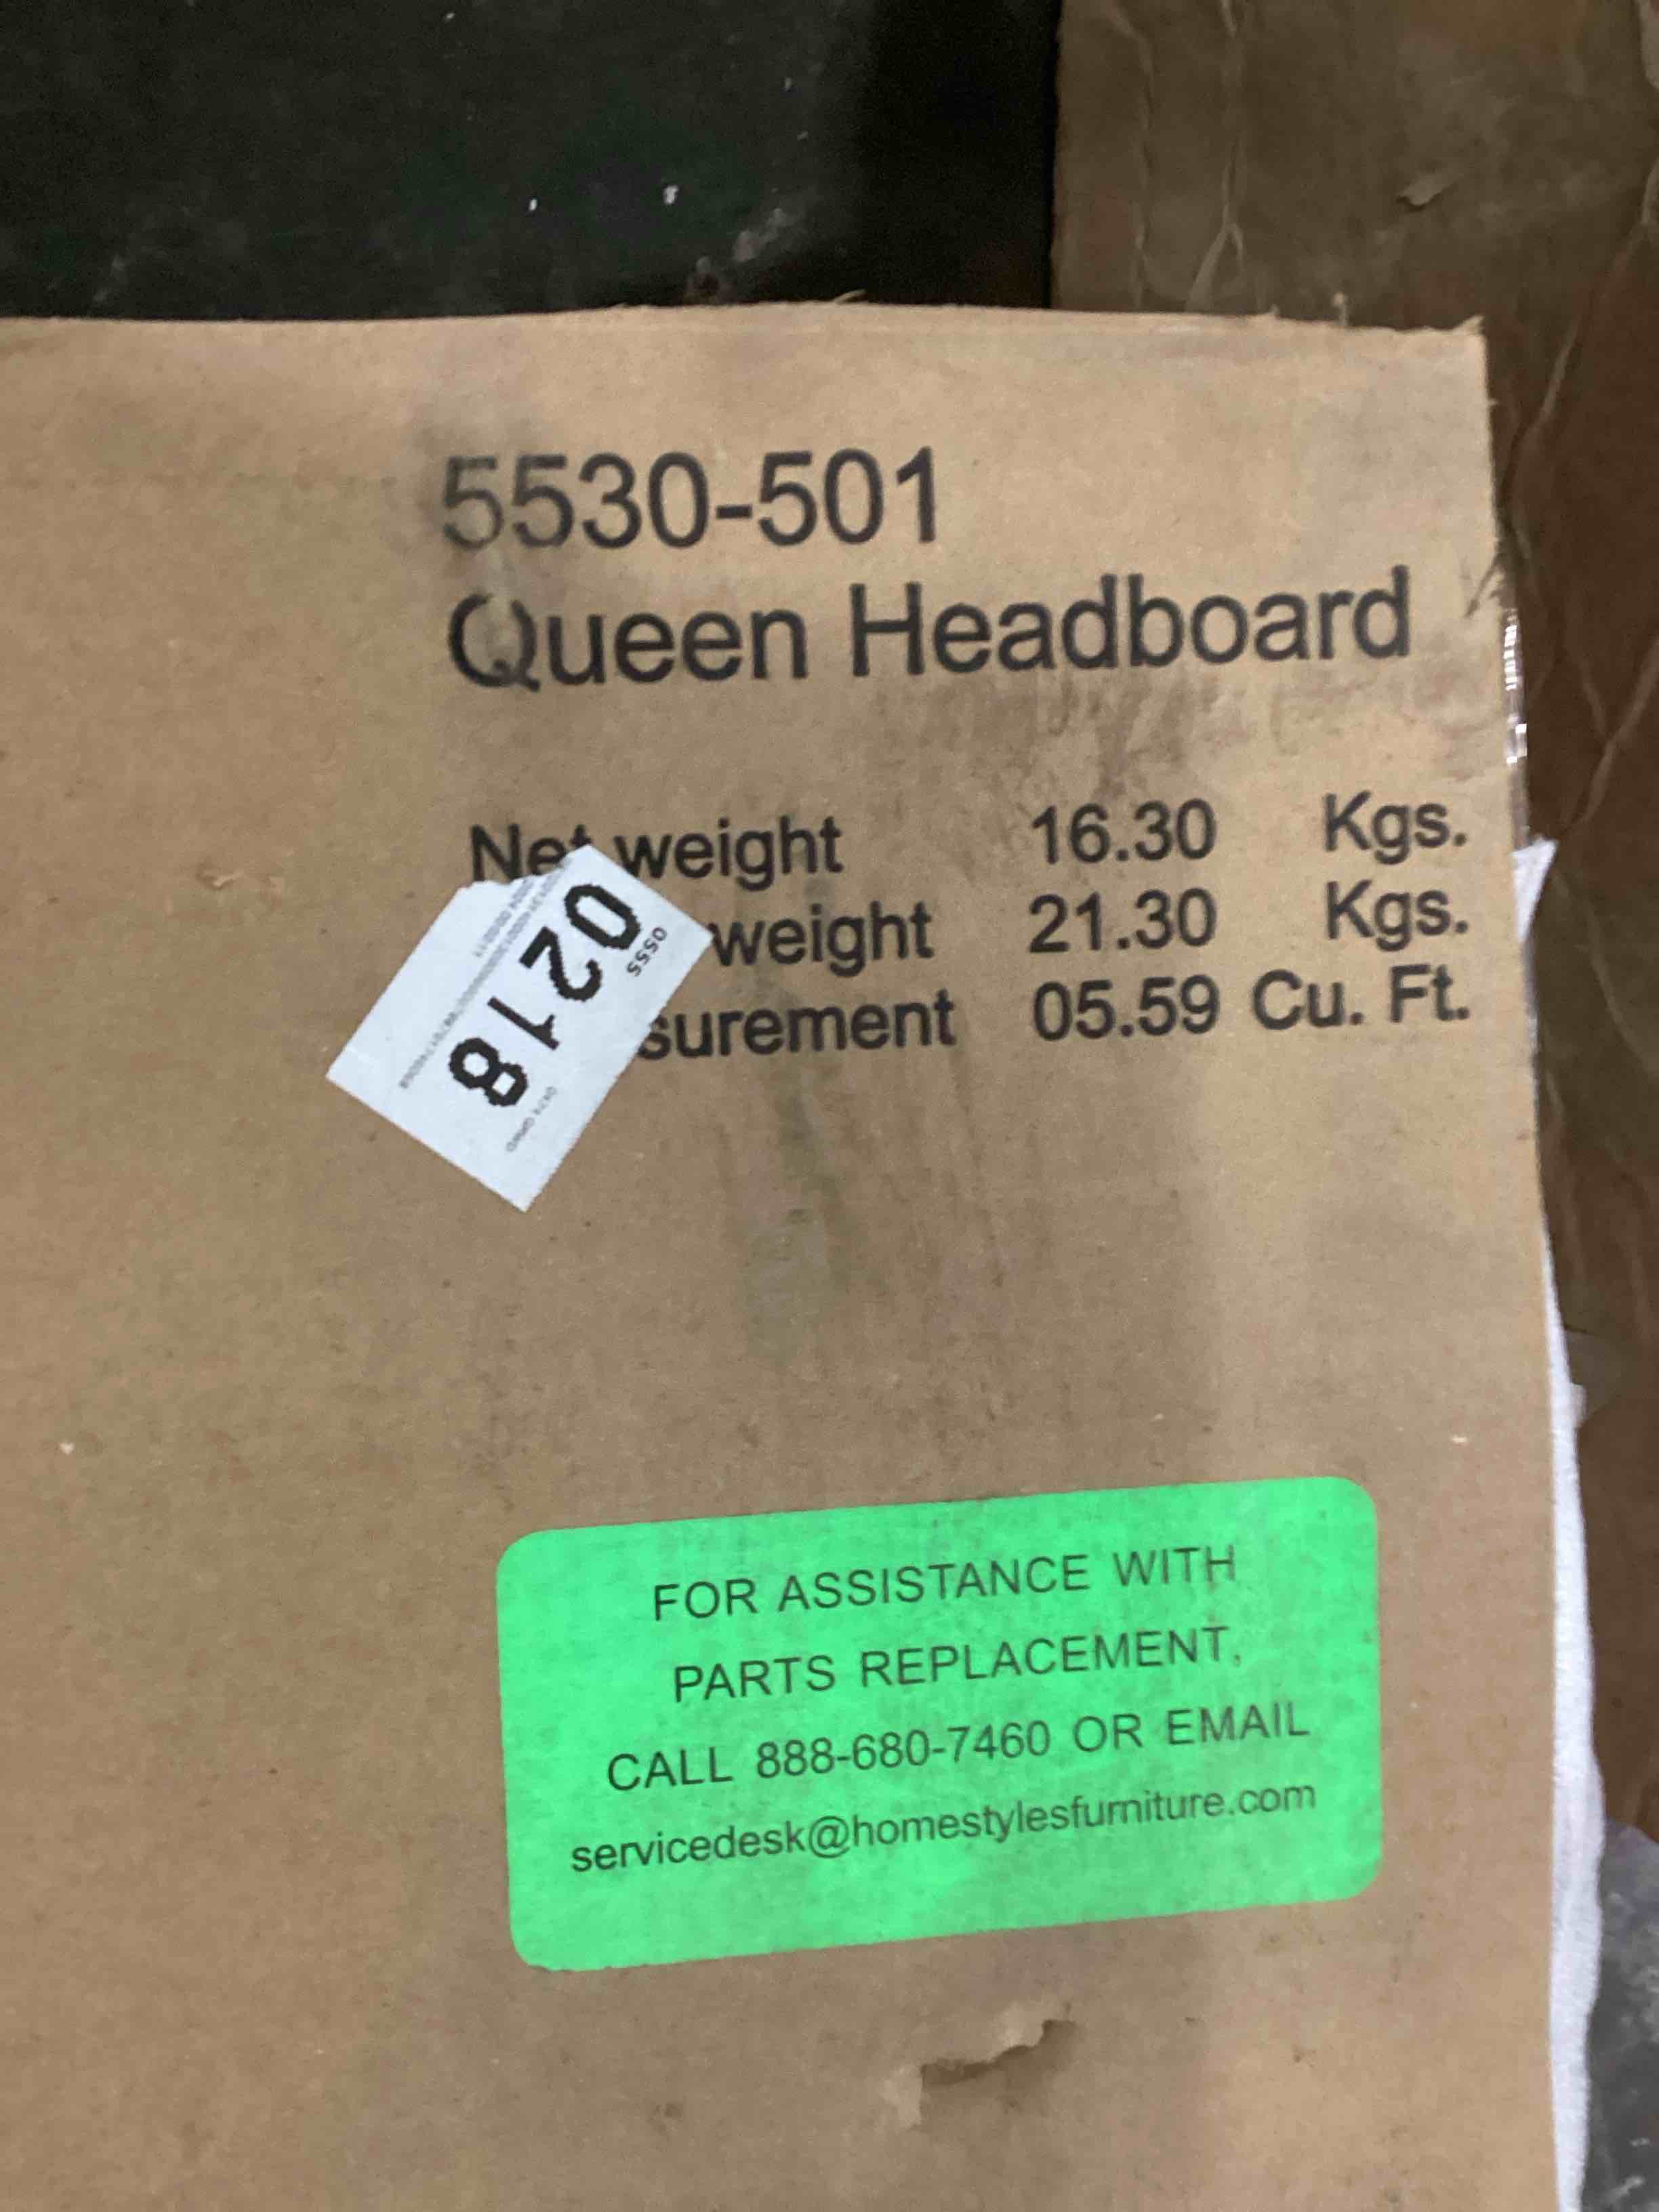 5530-501
Queen Headboard
Net weight 16.30 Kgs.
weight 21.30 Kgs.
surement 05.59 Cu. Ft.
0218
0555
FOR ASSISTANCE WITH
PARTS REPLACEMENT,
CALL 888-680-7460 OR EMAIL
servicedesk@homestylesfurniture.com